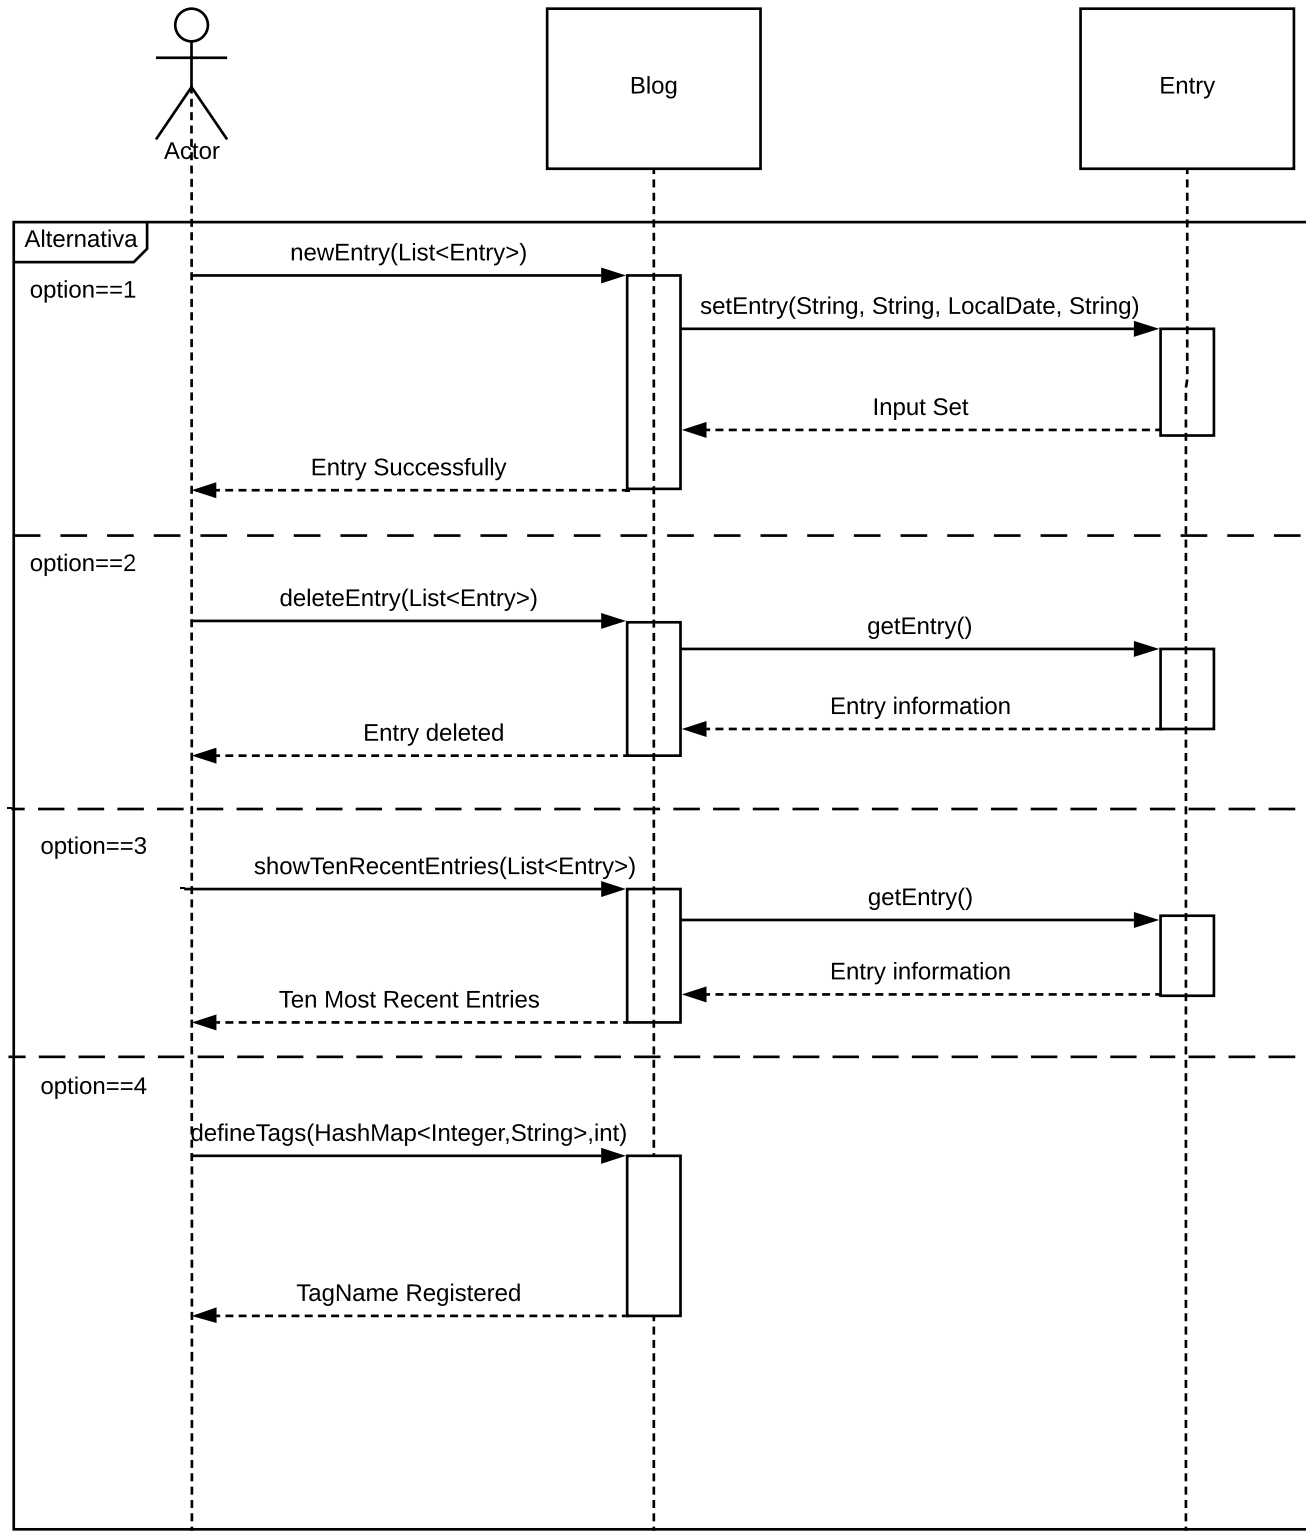 Actor
Blog
Entry
Alternativa
newEntry(List<Entry>)
option==1
setEntry(String, String, LocalDate, String)
Input Set
Entry Successfully
option==2
deleteEntry(List<Entry>)
getEntry()
Entry information
Entry deleted
option==3
showTenRecentEntries(List<Entry>)
getEntry()
Entry information
Ten Most Recent Entries
option==4
defineTags(HashMap<Integer,String>,int)
TagName Registered